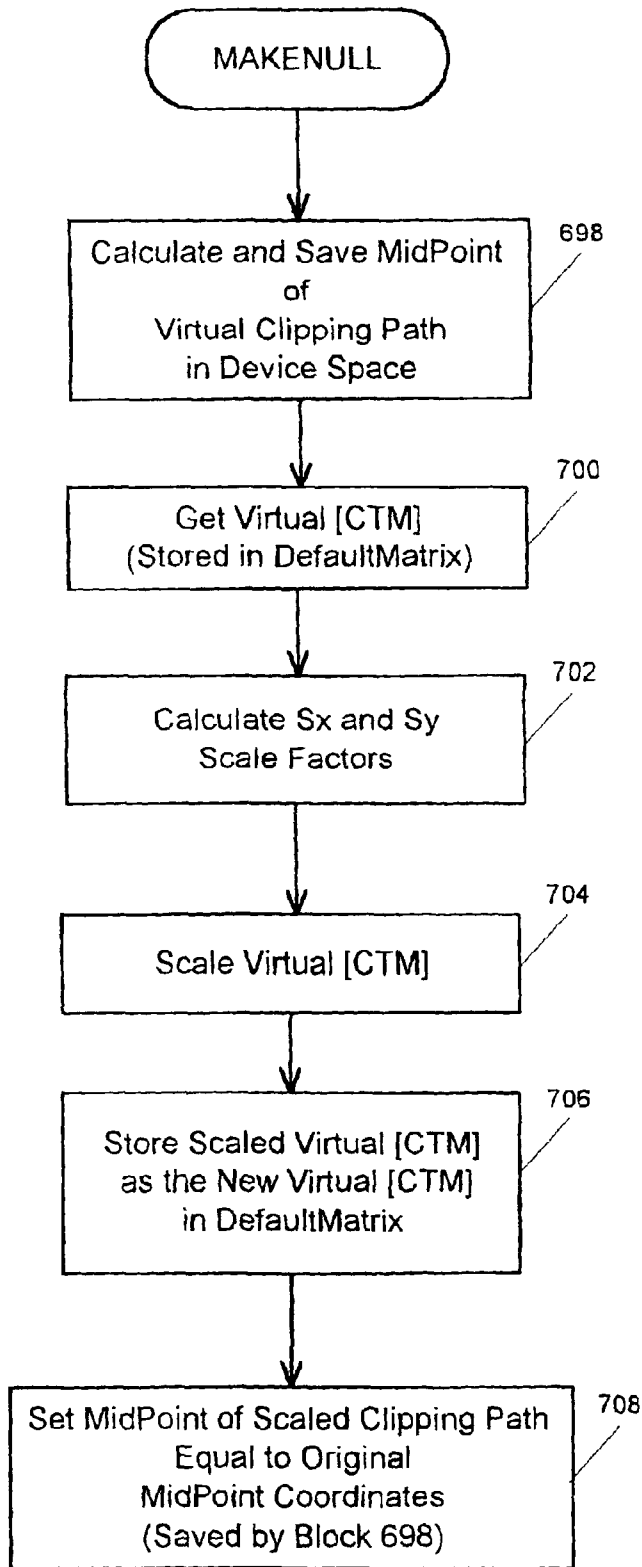 MAKENULL
698
Calculate and Save MidPoint
of
Virtual Clipping Path
in Device Space
700
Get Virtual [CTM]
(Stored in DefaultMatrix)
702
Calculate Sx and Sy
Scale Factors
704
Scale Virtual [CTM]
706
Store Scaled Virtual [CTM]
as the New Virtual [CTM]
in DefaultMatrix
708
Set MidPoint of Scaled Clipping Path
Equal to Original
MidPoint Coordinates
(Saved by Block 698)